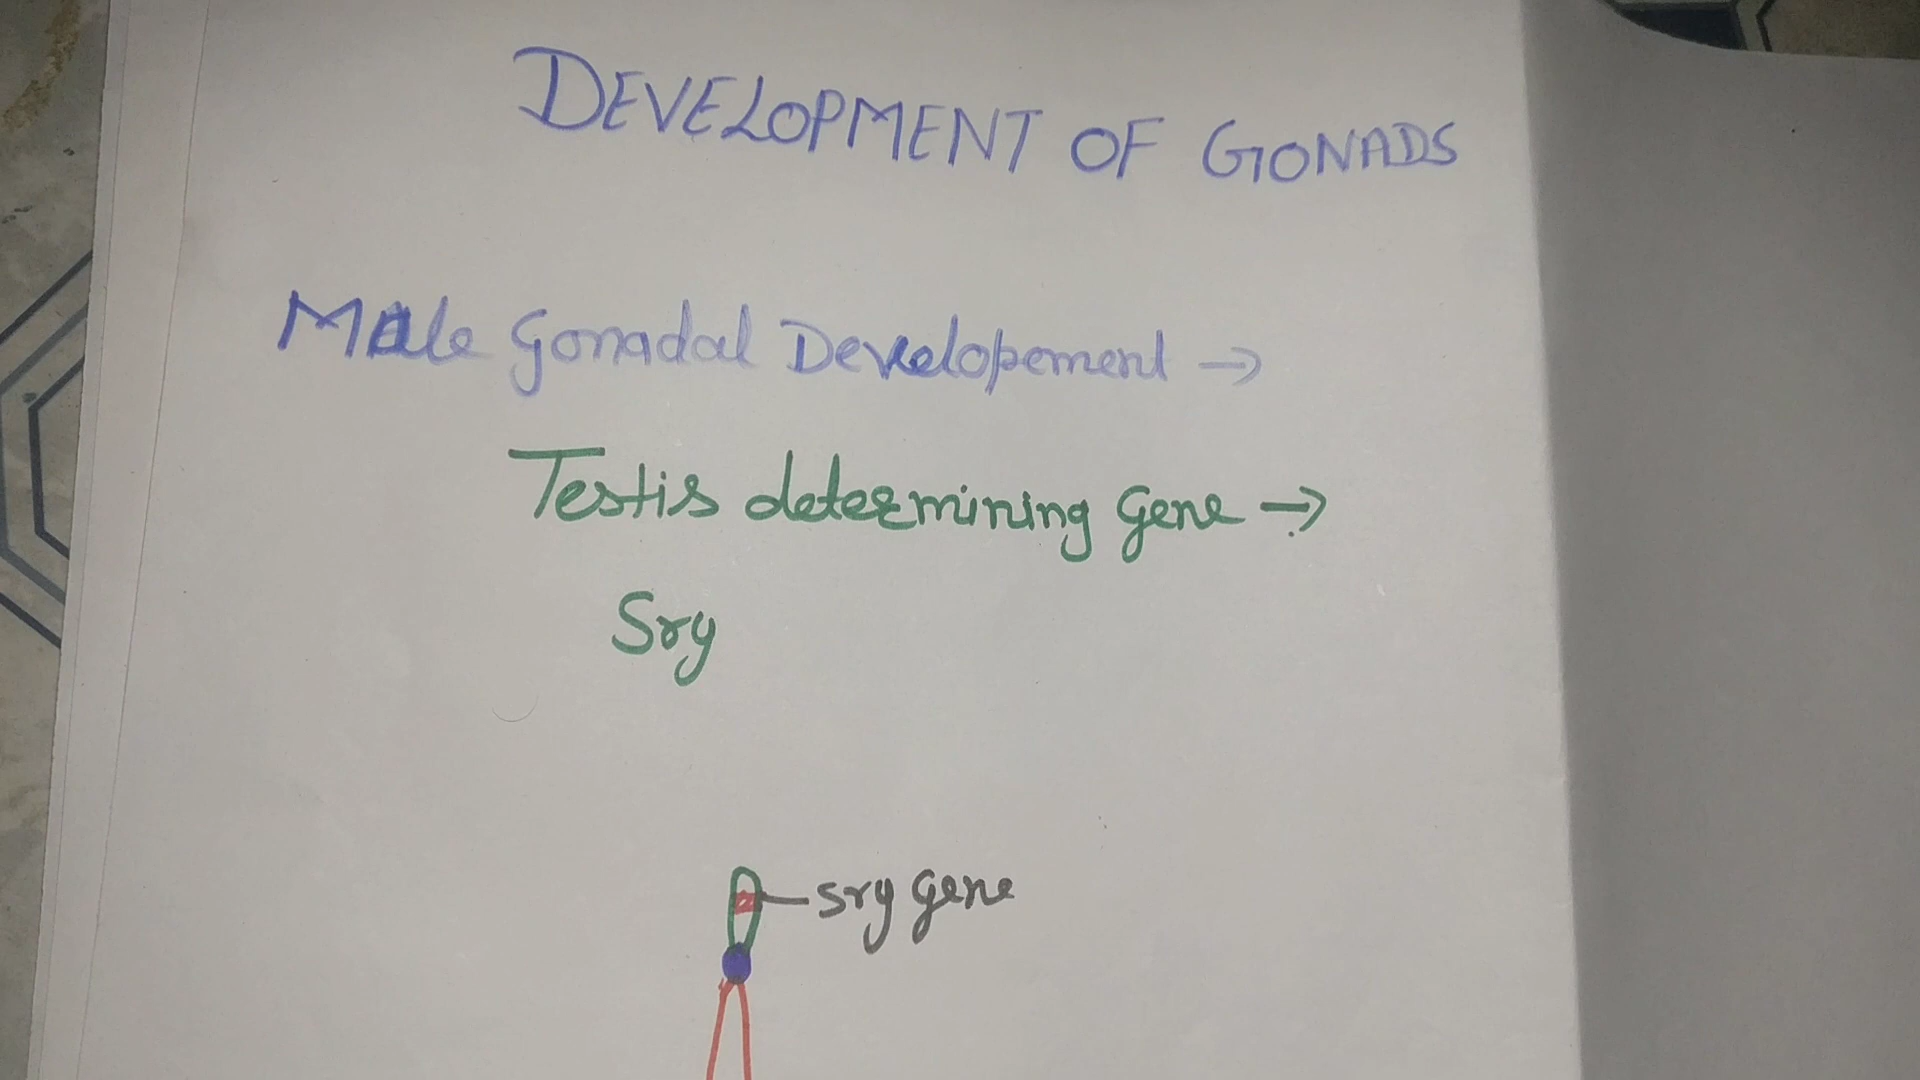 DEVELOPMENT OF GONADS
Male Gonadal Developement →
Testis determining Gene →
Sry
sry gene